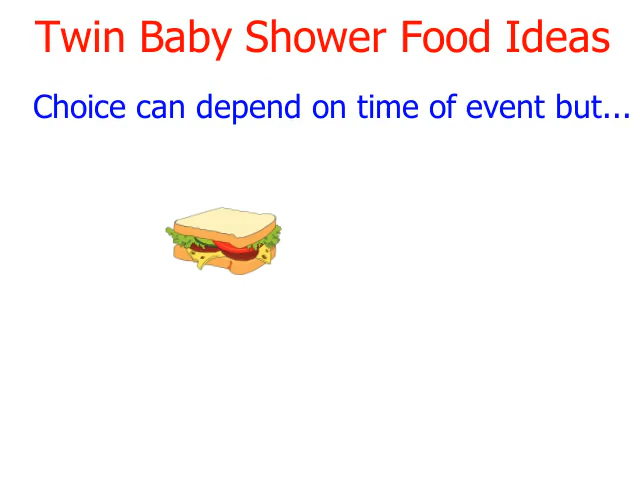 Twin Baby Shower Food Ideas
Choice can depend on time of event but...